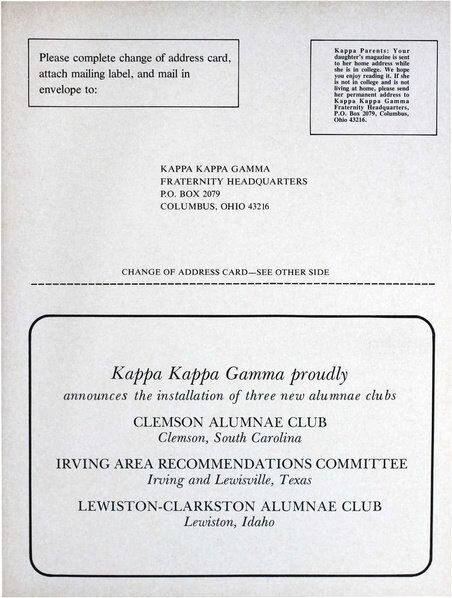 Please complete change of address card,
attach mailing label, and mail in
envelope to:
Kappa Parents: Your
daughter's magazine is sent
to her home address while
she is in college. We hope
you enjoy reading it. If she
is not in college and is not
living at home, please send
her permanent address to
Kappa Kappa Gamma
Fraternity Headquarters,
P.O. Box 2079, Columbus,
Ohio 43216.
KAPPA KAPPA GAMMA
FRATERNITY HEADQUARTERS
P.O. BOX 2079
COLUMBUS, OHIO 43216
CHANGE OF ADDRESS CARD—SEE OTHER SIDE
Kappa Kappa Gamma proudly
announces the installation of three new alumnae clubs
CLEMSON ALUMNAE CLUB
Clemson, South Carolina
IRVING AREA RECOMMENDATIONS COMMITTEE
Irving and Lewisville, Texas
LEWISTON-CLARKSTON ALUMNAE CLUB
Lewiston, Idaho